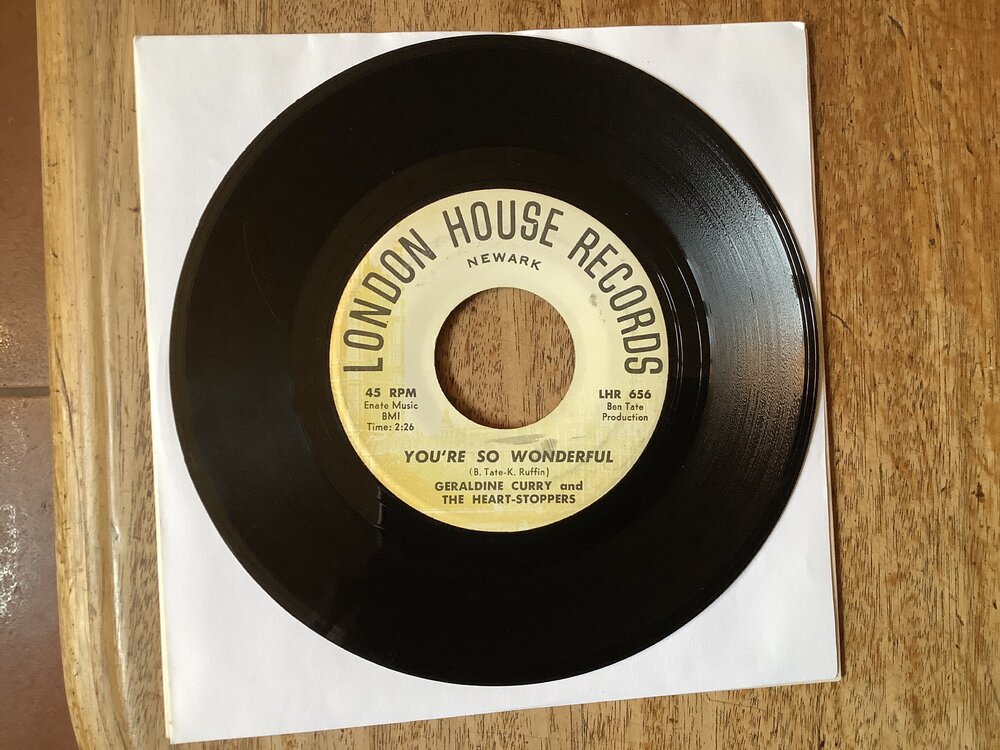 LONDON HOUSE RECORDS
NEWARK
45 RPM
Enate Music
BMI
Time: 2:26
LHR 656
Ben Tate
Production
YOU'RE SO WONDERFUL
(B. Tate-K. Ruffin)
GERALDINE CURRY and
THE HEART-STOPPERS